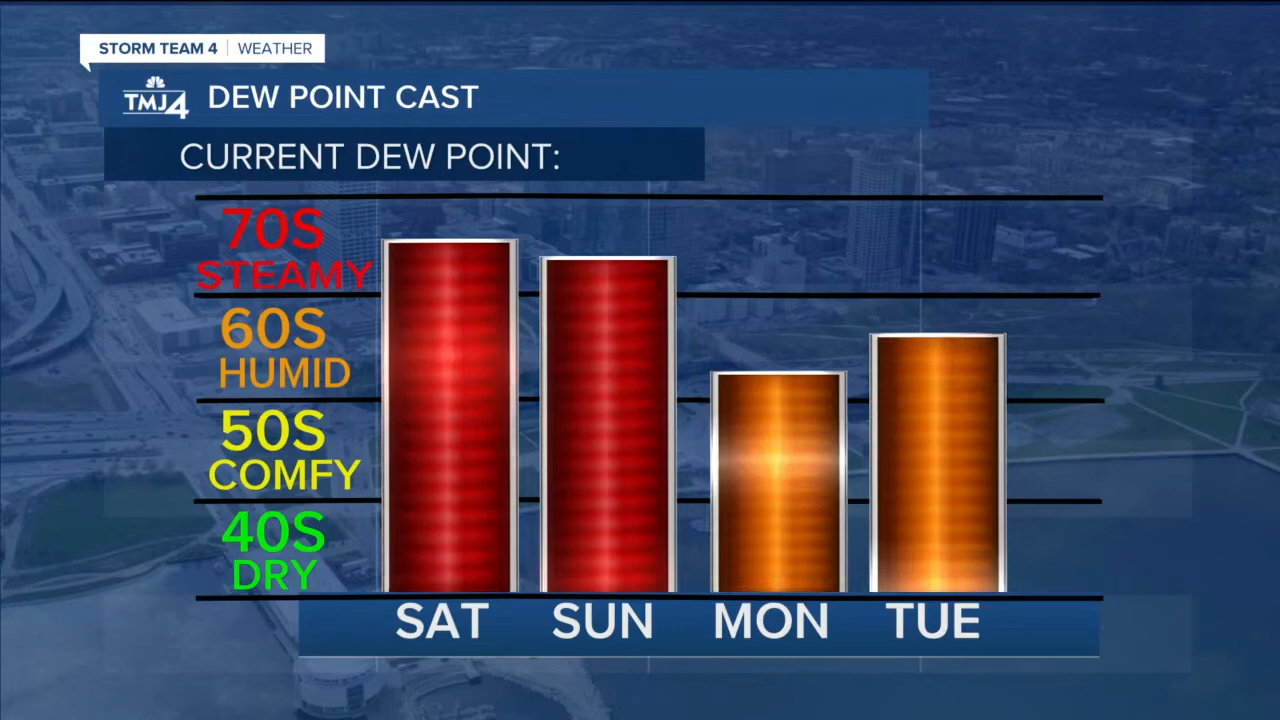 STORM TEAM 4 | WEATHER
TMJ4 DEW POINT CAST
CURRENT DEW POINT:
70S
STEAMY
60S
HUMID
50S
COMFY
40S
DRY
SAT SUN MON TUE